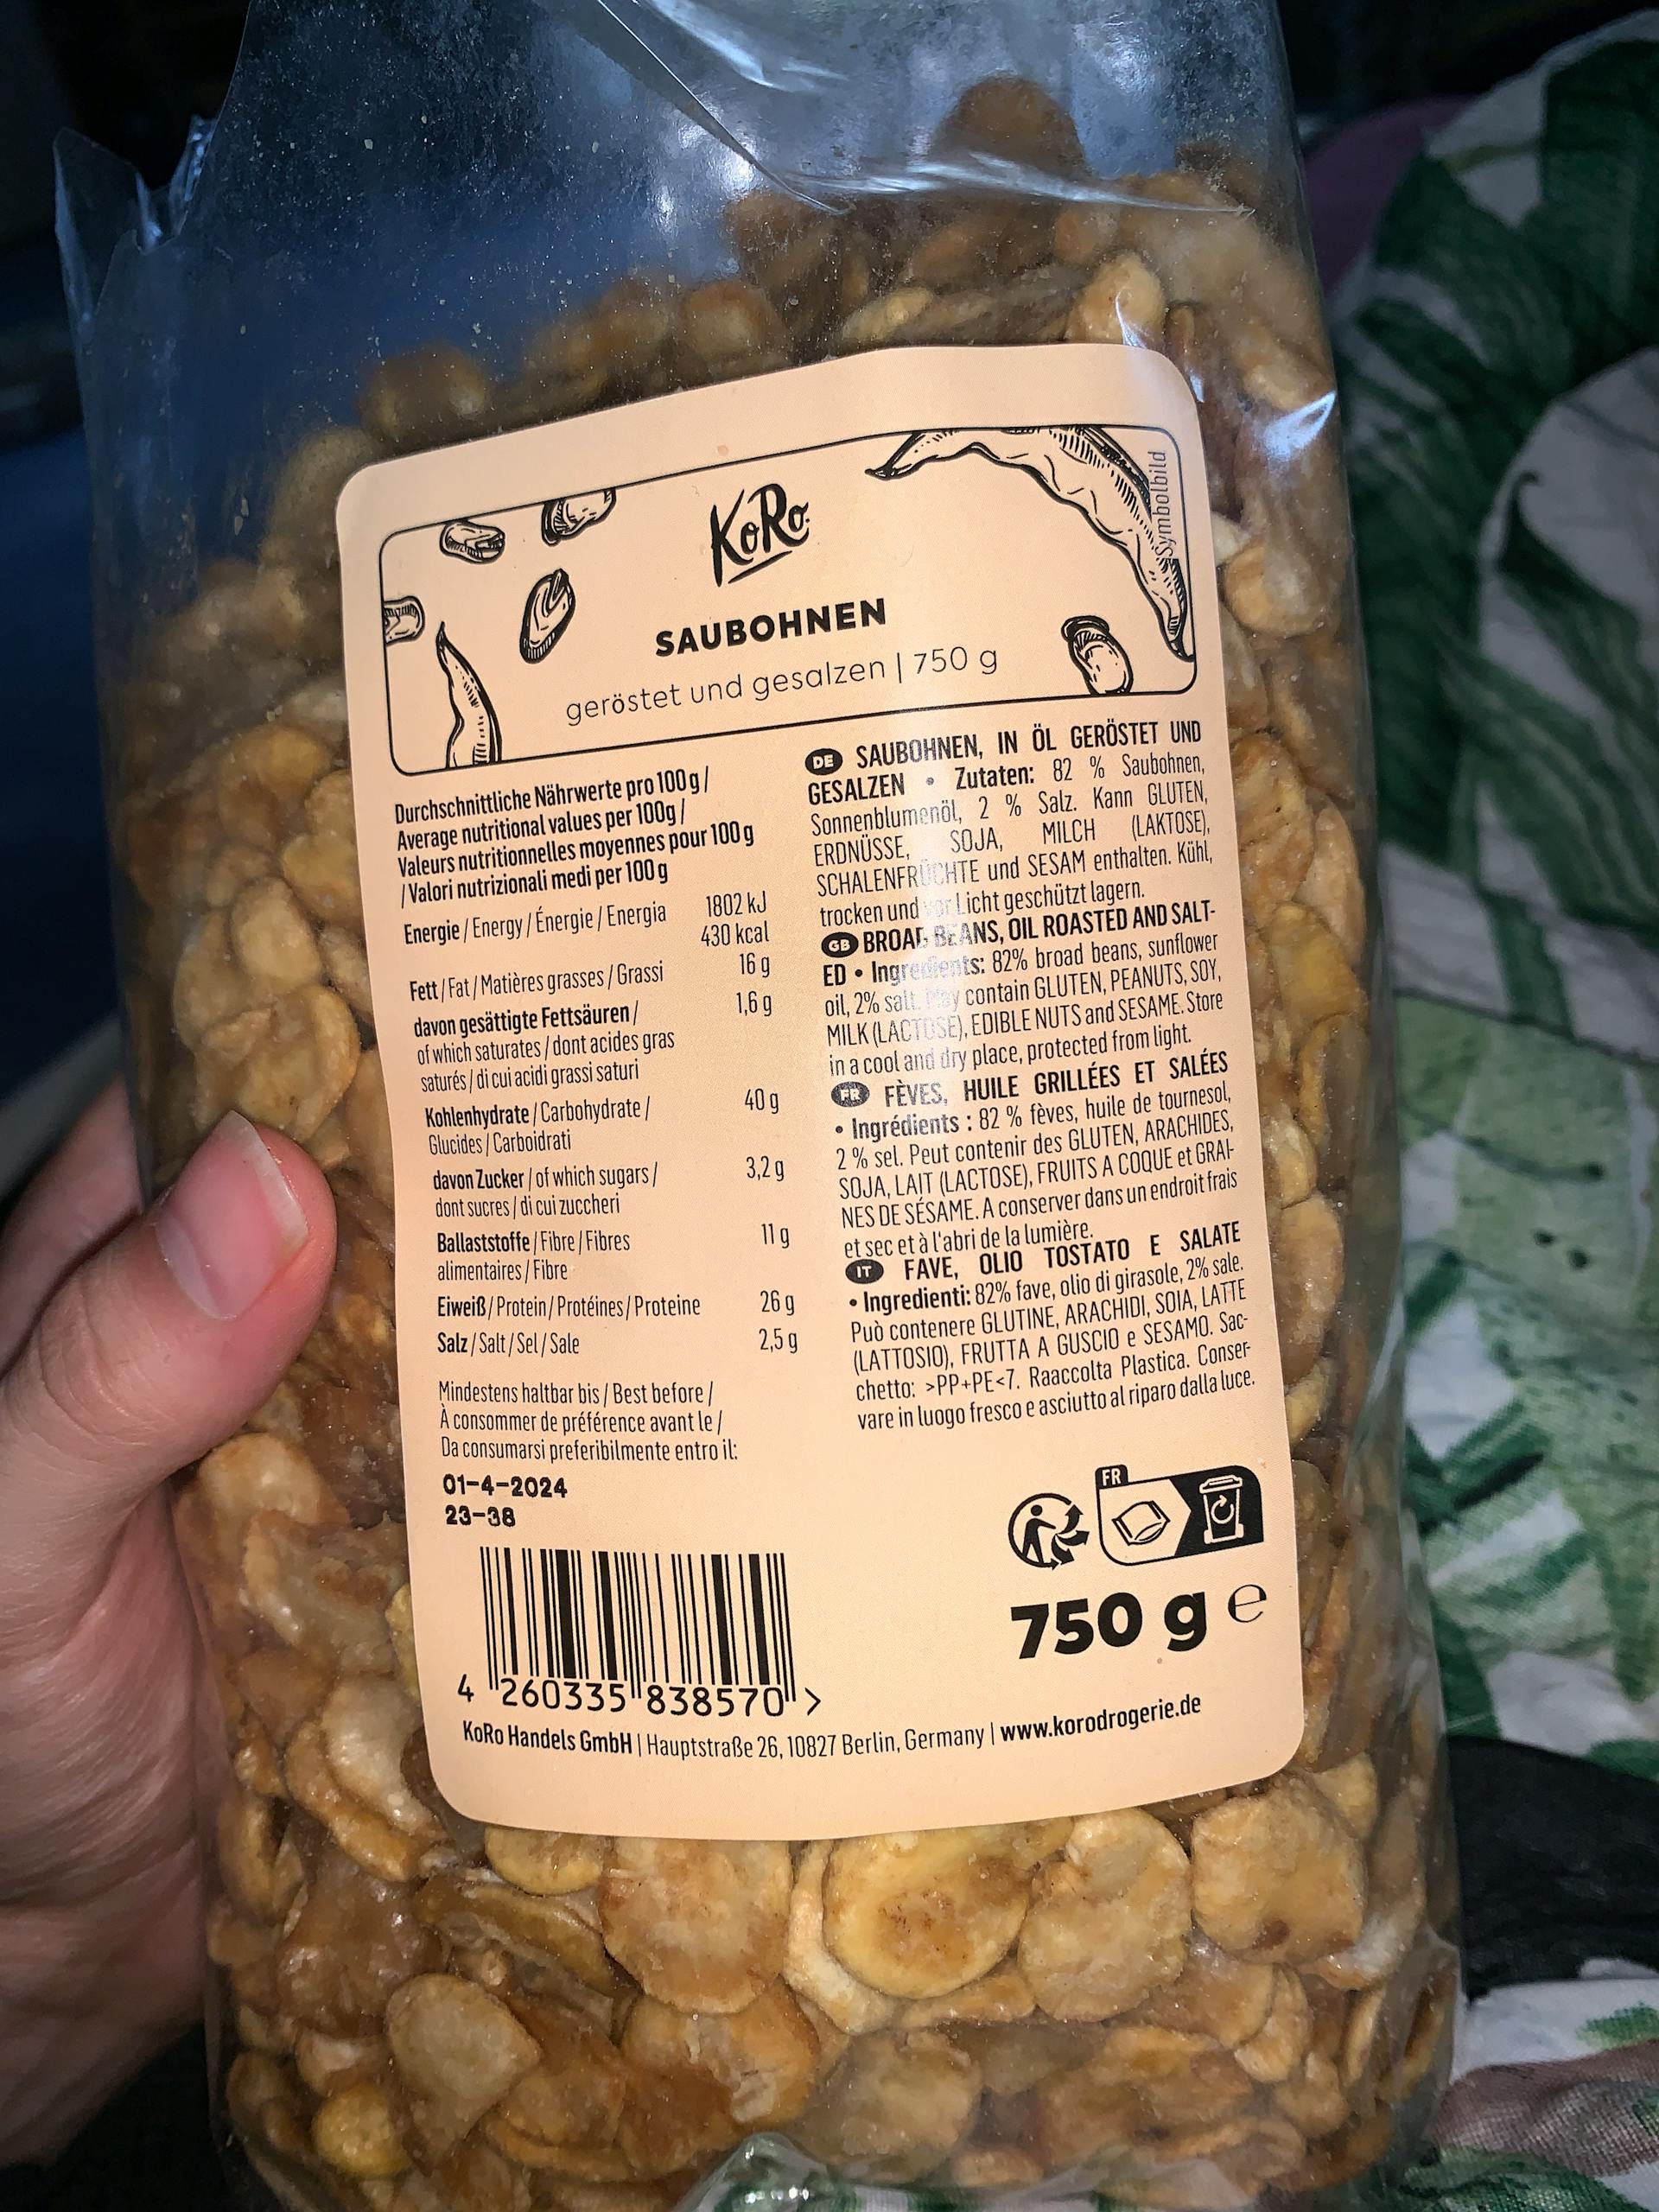 KoRo
Symbolbild
SAUBOHNEN
geröstet und gesalzen | 750 g
Durchschnittliche Nährwerte pro 100 g /
Average nutritional values per 100g /
Valeurs nutritionnelles moyennes pour 100 g
/ Valori nutrizionali medi per 100 g
Energie / Energy / Énergie / Energia 1802 kJ
430 kcal
Fett / Fat / Matières grasses / Grassi 16 g
davon gesättigte Fettsäuren / 1,6 g
of which saturates / dont acides gras
saturés / di cui acidi grassi saturi
Kohlenhydrate / Carbohydrate / 40 g
Glucides / Carboidrati
davon Zucker / of which sugars / 3,2 g
dont sucres / di cui zuccheri
Ballaststoffe / Fibre / Fibres 11 g
alimentaires / Fibre
Eiweiß / Protein / Protéines / Proteine 26 g
Salz / Salt / Sel / Sale 2,5 g
Mindestens haltbar bis / Best before /
À consommer de préférence avant le /
Da consumarsi preferibilmente entro il:
01-4-2024
23-38
4 260335 838570 >
DE SAUBOHNEN, IN ÖL GERÖSTET UND
GESALZEN • Zutaten: 82 % Saubohnen,
Sonnenblumenöl, 2 % Salz. Kann GLUTEN,
ERDNÜSSE, SOJA, MILCH (LAKTOSE),
SCHALENFRÜCHTE und SESAM enthalten. Kühl,
trocken und vor Licht geschützt lagern.
GB BROAD BEANS, OIL ROASTED AND SALT-
ED • Ingredients: 82% broad beans, sunflower
oil, 2% salt. May contain GLUTEN, PEANUTS, SOY,
MILK (LACTOSE), EDIBLE NUTS and SESAME. Store
in a cool and dry place, protected from light.
FR FÈVES, HUILE GRILLÉES ET SALÉES
• Ingrédients : 82 % fèves, huile de tournesol,
2 % sel. Peut contenir des GLUTEN, ARACHIDES,
SOJA, LAIT (LACTOSE), FRUITS A COQUE et GRAI-
NES DE SÉSAME. A conserver dans un endroit frais
et sec et à l'abri de la lumière.
IT FAVE, OLIO TOSTATO E SALATE
• Ingredienti: 82% fave, olio di girasole, 2% sale.
Può contenere GLUTINE, ARACHIDI, SOIA, LATTE
(LATTOSIO), FRUTTA A GUSCIO e SESAMO. Sac-
chetto: >PP+PE<7. Raaccolta Plastica. Conser-
vare in luogo fresco e asciutto al riparo dalla luce.
FR
750 g e
KoRo Handels GmbH | Hauptstraße 26, 10827 Berlin, Germany | www.korodrogerie.de